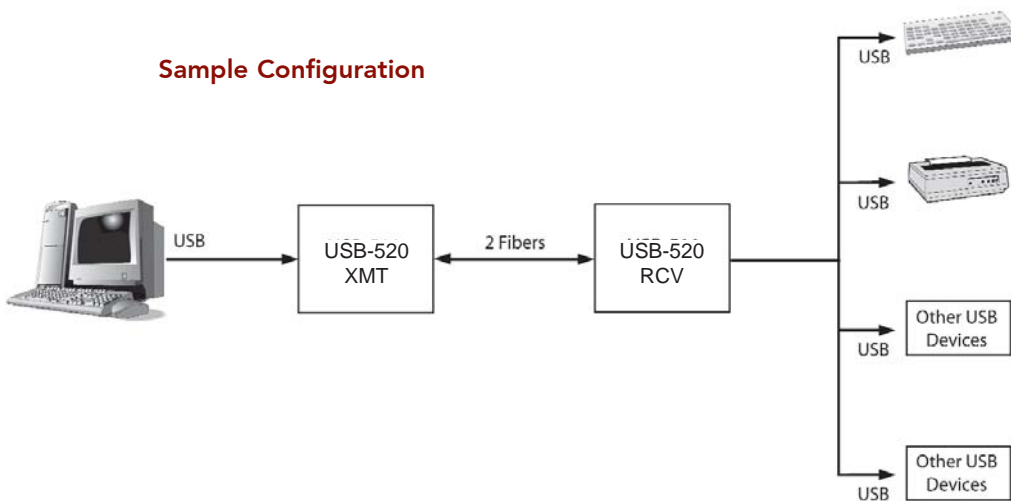 Sample Configuration
USB
USB-520
XMT
2 Fibers
USB-520
RCV
USB
USB
Other USB
Devices
USB
Other USB
Devices
USB